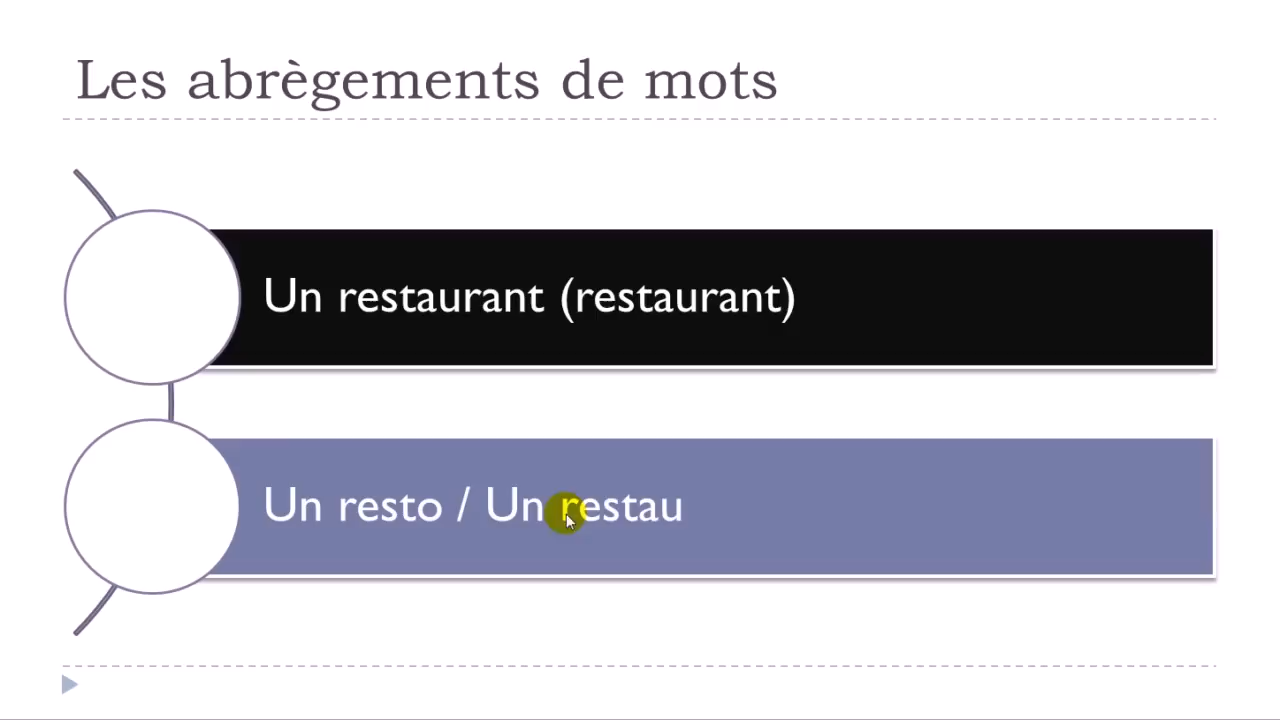 Les abrègements de mots
Un restaurant (restaurant)
Un resto / Un restau